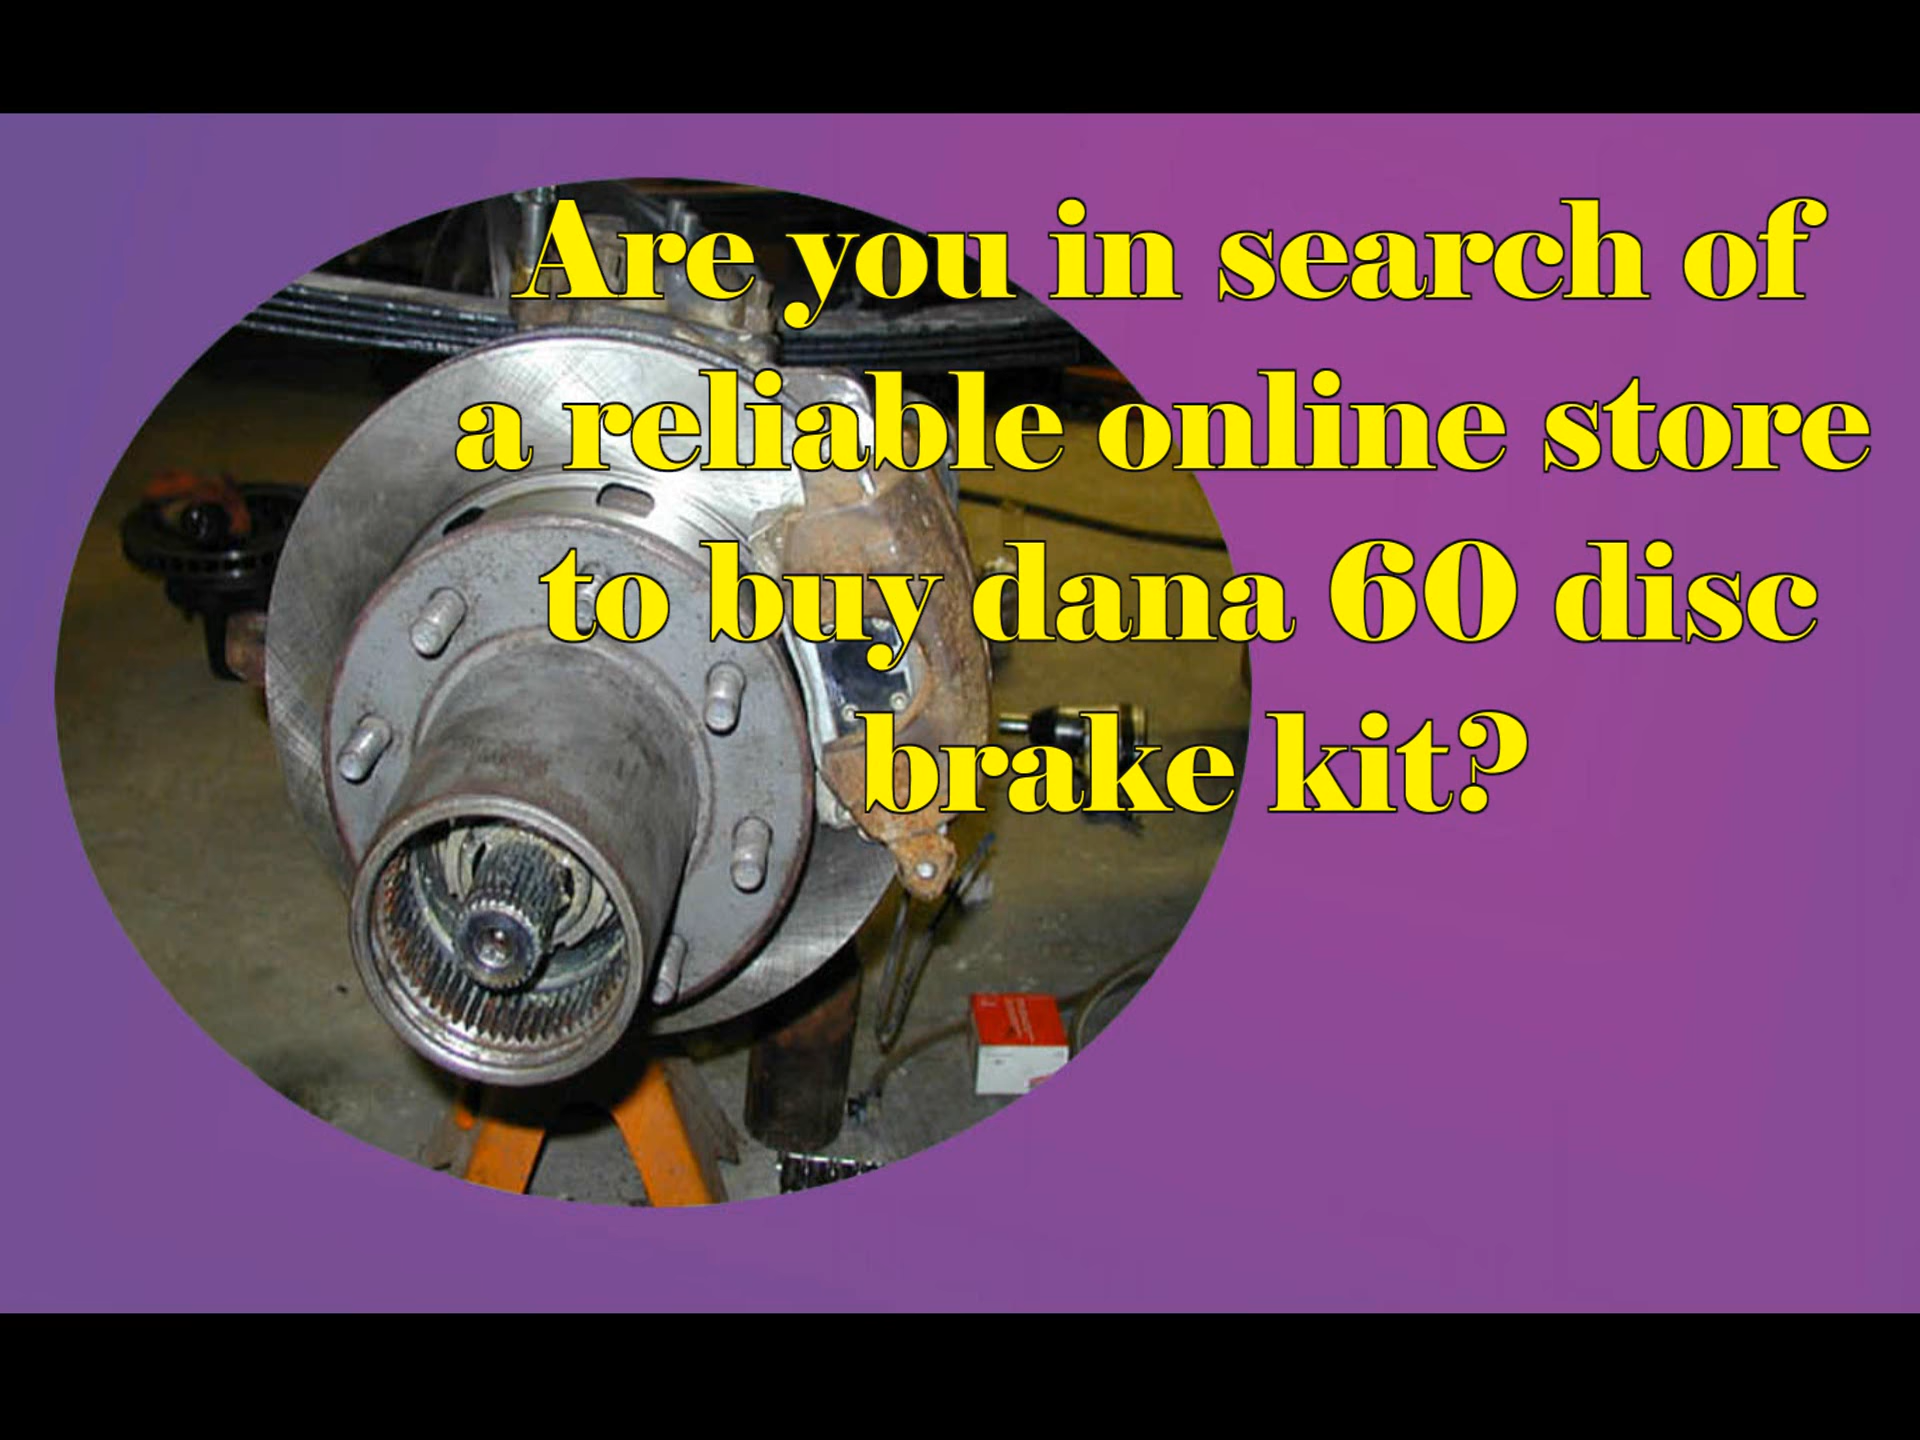 Are you in search of
a reliable online store
to buy dana 60 disc
brake kit?